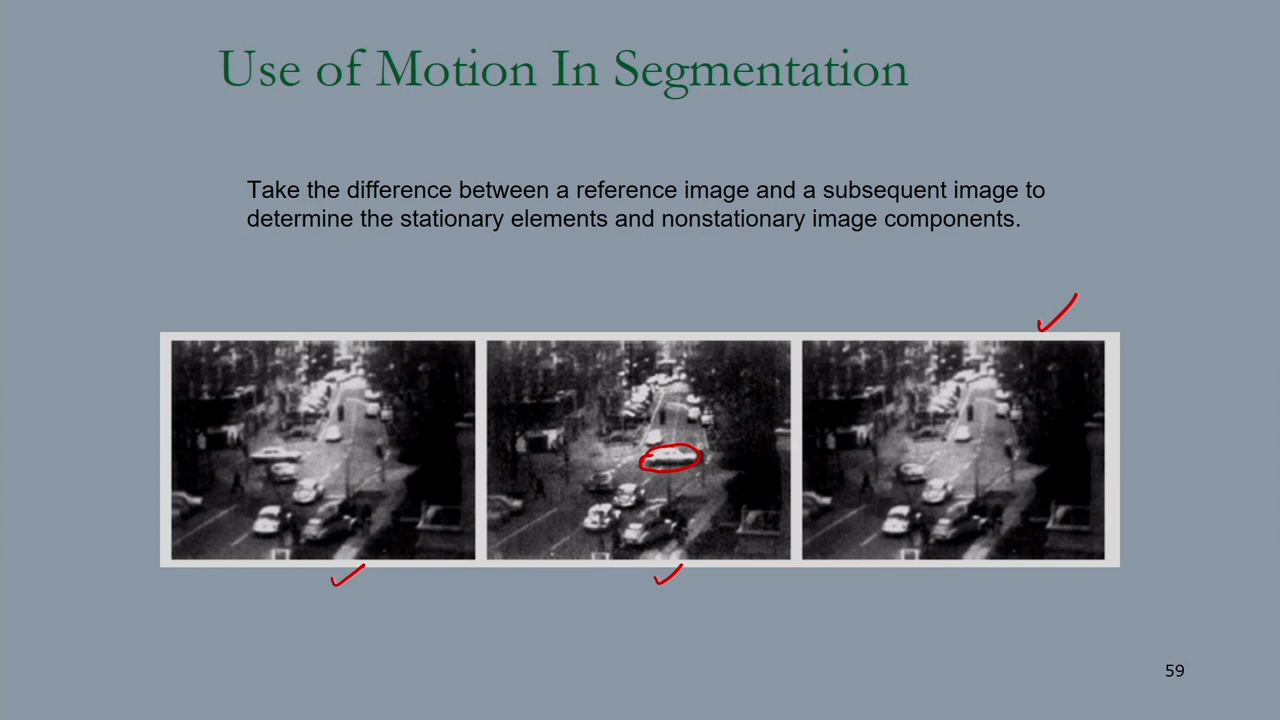 Use of Motion In Segmentation
Take the difference between a reference image and a subsequent image to
determine the stationary elements and nonstationary image components.
59